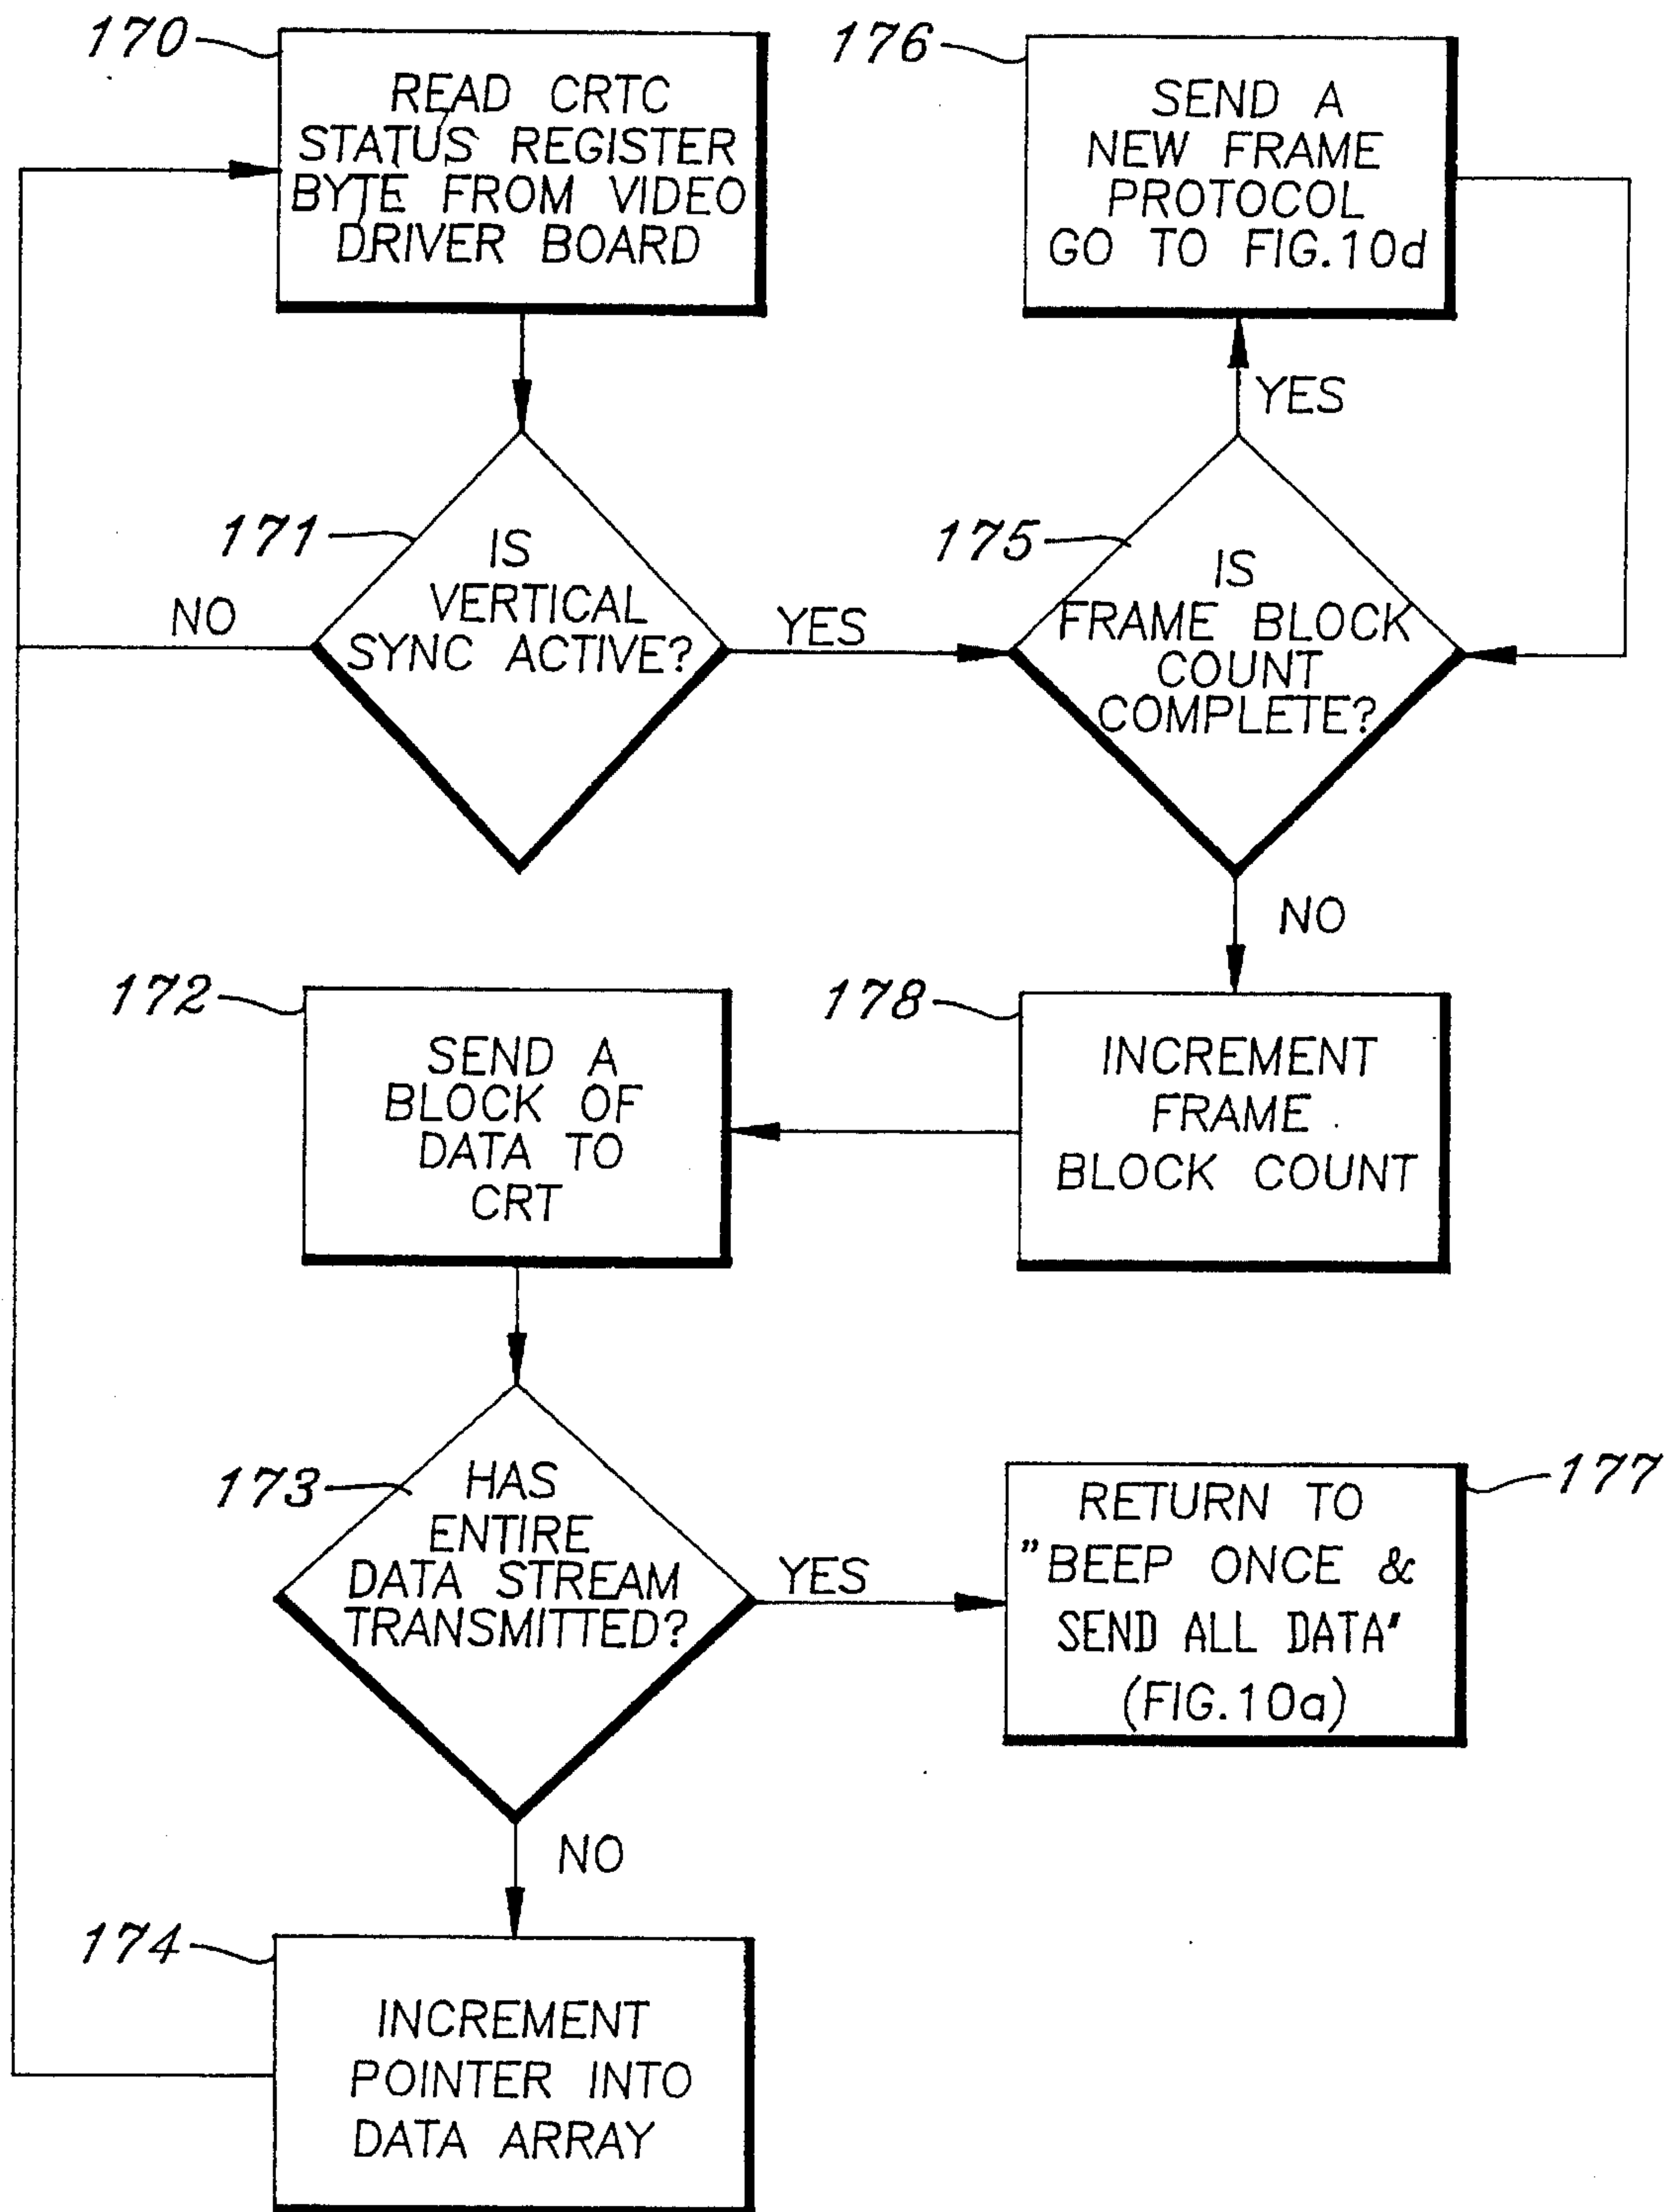 170
READ CRTC
STATUS REGISTER
BYTE FROM VIDEO
DRIVER BOARD
176
SEND A
NEW FRAME
PROTOCOL
GO TO FIG.10d
YES
171
IS
VERTICAL
SYNC ACTIVE?
NO
YES
175
IS
FRAME BLOCK
COUNT
COMPLETE?
NO
172
SEND A
BLOCK OF
DATA TO
CRT
178
INCREMENT
FRAME
BLOCK COUNT
173
HAS
ENTIRE
DATA STREAM
TRANSMITTED?
YES
177
RETURN TO
"BEEP ONCE &
SEND ALL DATA"
(FIG.10a)
NO
174
INCREMENT
POINTER INTO
DATA ARRAY